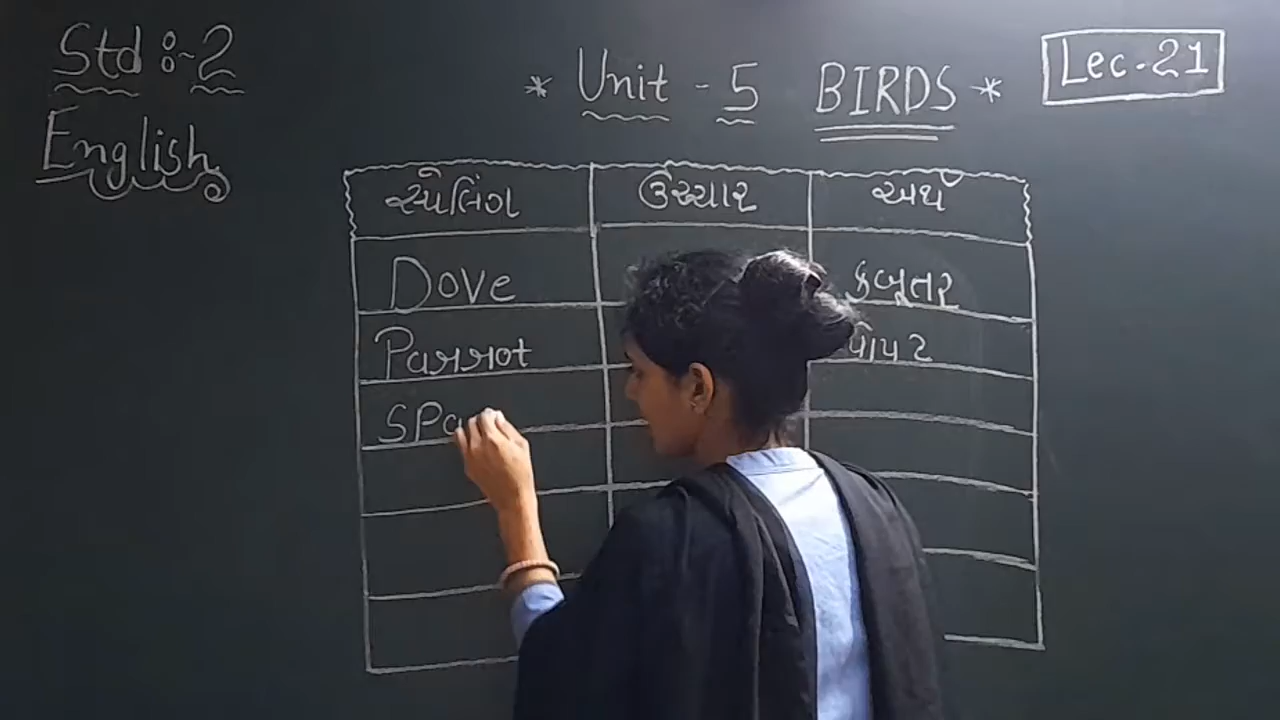 Std :- 2
English
* Unit - 5 BIRDS *
Lec. 21
સ્પેલિંગ ઉચ્ચાર અર્થ
Dove કબૂતર
Parrot પોપટ
SPa